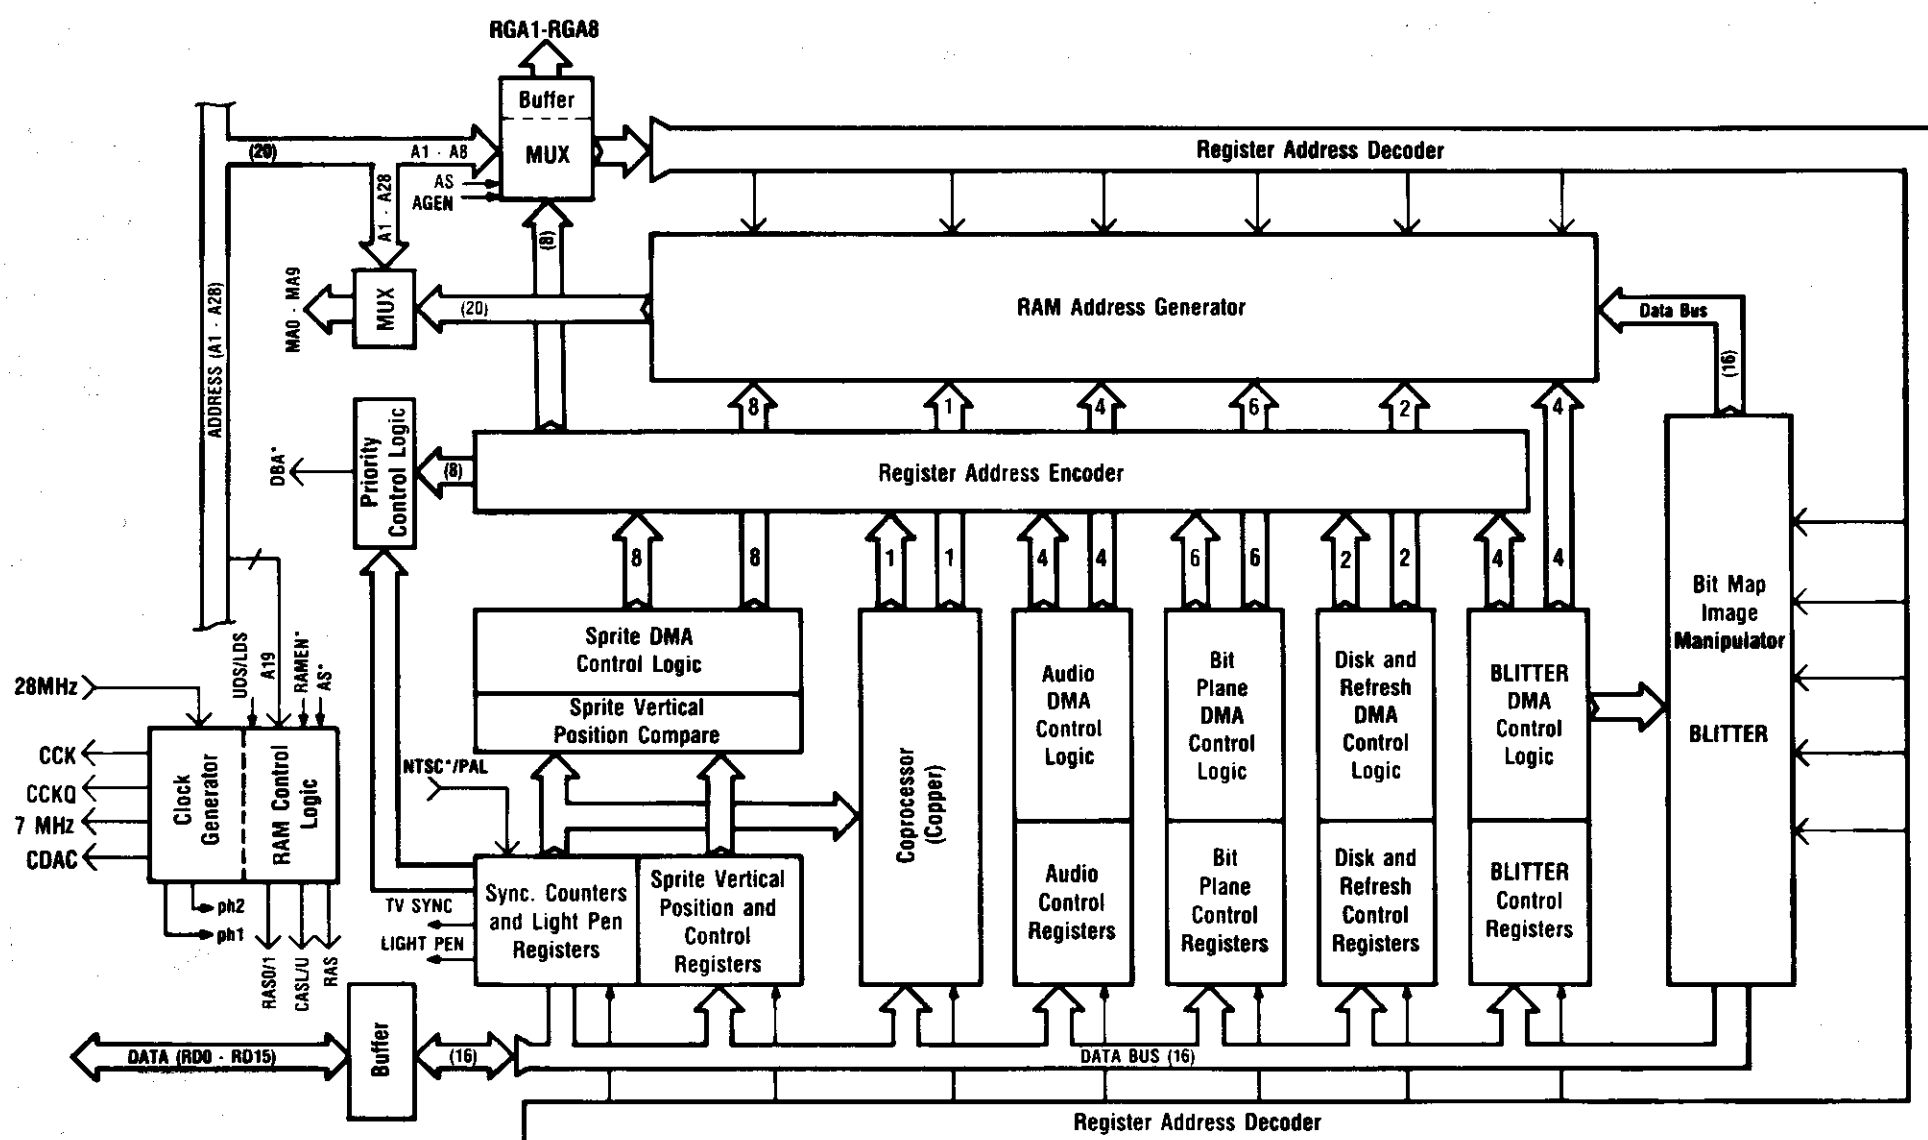 RGA1-RGA8
Buffer
MUX
(20)
A1 - A8
AS
AGEN
A1 - A28
Register Address Decoder
(8)
MA0 - MA9
MUX
(20)
RAM Address Generator
Data Bus
(16)
ADDRESS (A1 - A28)
8
1
4
6
2
4
DBA*
Priority
Control Logic
(8)
Register Address Encoder
8
8
1
1
4
4
6
6
2
2
4
4
Sprite DMA
Control Logic
Sprite Vertical
Position Compare
Coprocessor
(Copper)
Audio
DMA
Control
Logic
Bit
Plane
DMA
Control
Logic
Disk and
Refresh
DMA
Control
Logic
BLITTER
DMA
Control
Logic
Bit Map
Image
Manipulator
BLITTER
UDS/LDS
A19
RAMEN*
AS*
28MHz
CCK
CCKQ
7 MHz
CDAC
Clock
Generator
RAM Control
Logic
ph2
ph1
RAS0/1
CASL/U
RAS
NTSC*/PAL
TV SYNC
LIGHT PEN
Sync. Counters
and Light Pen
Registers
Sprite Vertical
Position and
Control
Registers
Audio
Control
Registers
Bit
Plane
Control
Registers
Disk and
Refresh
Control
Registers
BLITTER
Control
Registers
DATA (RD0 - RD15)
Buffer
(16)
DATA BUS (16)
Register Address Decoder